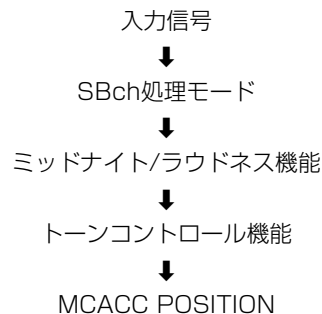 入力信号
⬇
SBch処理モード
⬇
ミッドナイト/ラウドネス機能
⬇
トーンコントロール機能
⬇
MCACC POSITION